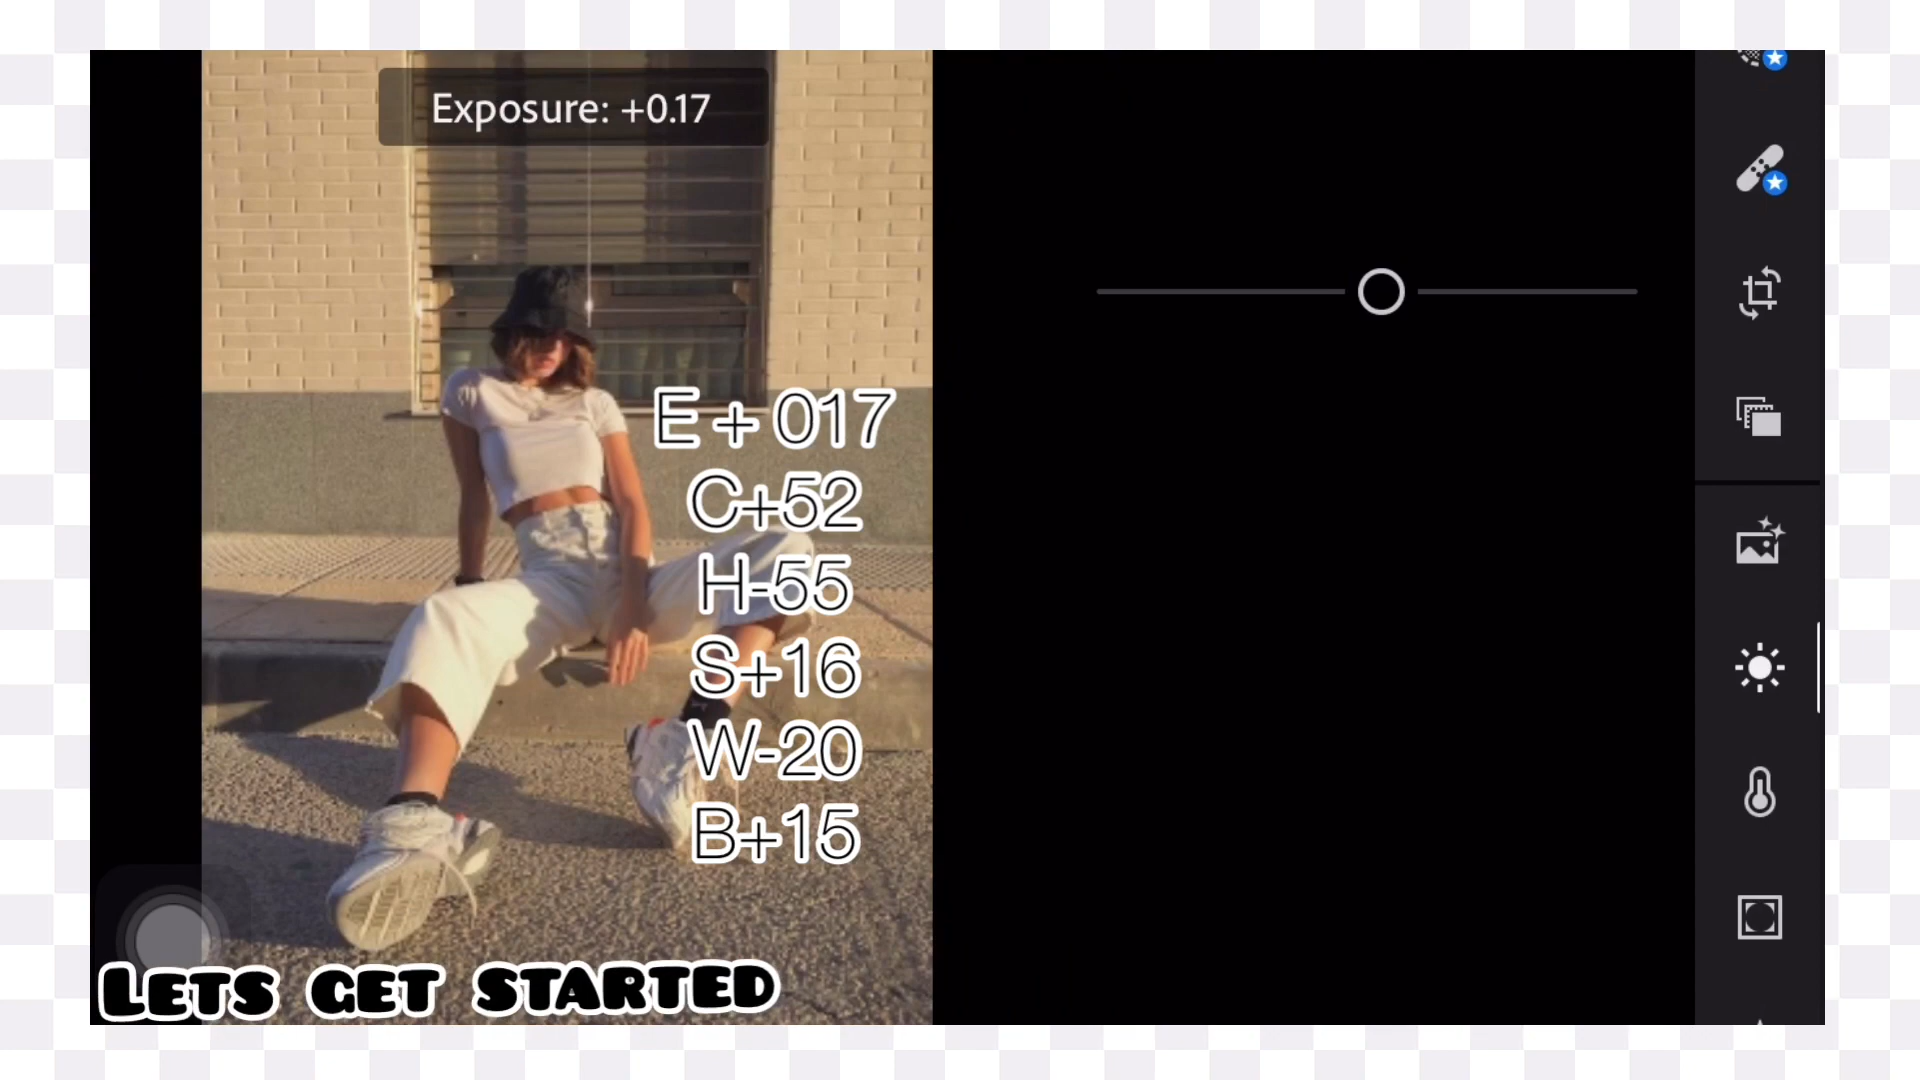 Exposure: +0.17
E + 017
C+52
H-55
S+16
W-20
B+15
LETS GET STARTED